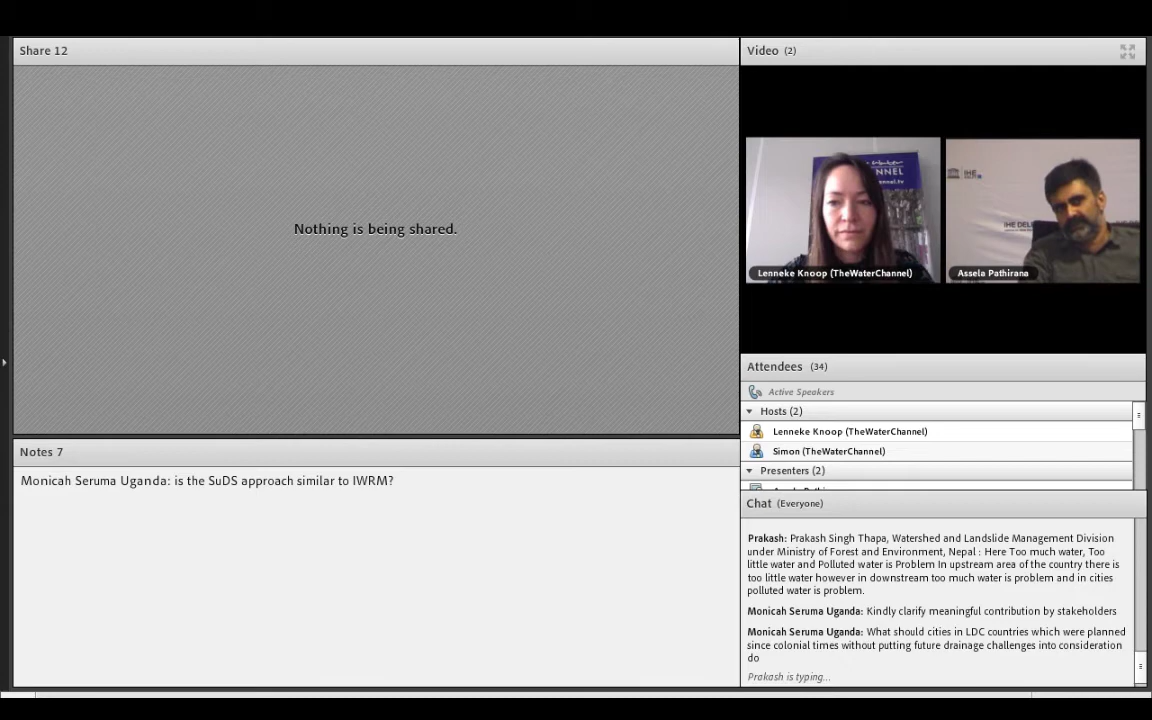 Share 12
Nothing is being shared.
Notes 7
Monicah Seruma Uganda: is the SuDS approach similar to IWRM?
Video (2)
NNEL
nnel.tv
Lenneke Knoop (TheWaterChannel)
IHE
IHE DEL
Assela Pathirana
Attendees (34)
Active Speakers
Hosts (2)
Lenneke Knoop (TheWaterChannel)
Simon (TheWaterChannel)
Presenters (2)
Chat (Everyone)
Prakash: Prakash Singh Thapa, Watershed and Landslide Management Division
under Ministry of Forest and Environment, Nepal : Here Too much water, Too
little water and Polluted water is Problem In upstream area of the country there is
too little water however in downstream too much water is problem and in cities
polluted water is problem.
Monicah Seruma Uganda: Kindly clarify meaningful contribution by stakeholders
Monicah Seruma Uganda: What should cities in LDC countries which were planned
since colonial times without putting future drainage challenges into consideration
do
Prakash is typing...